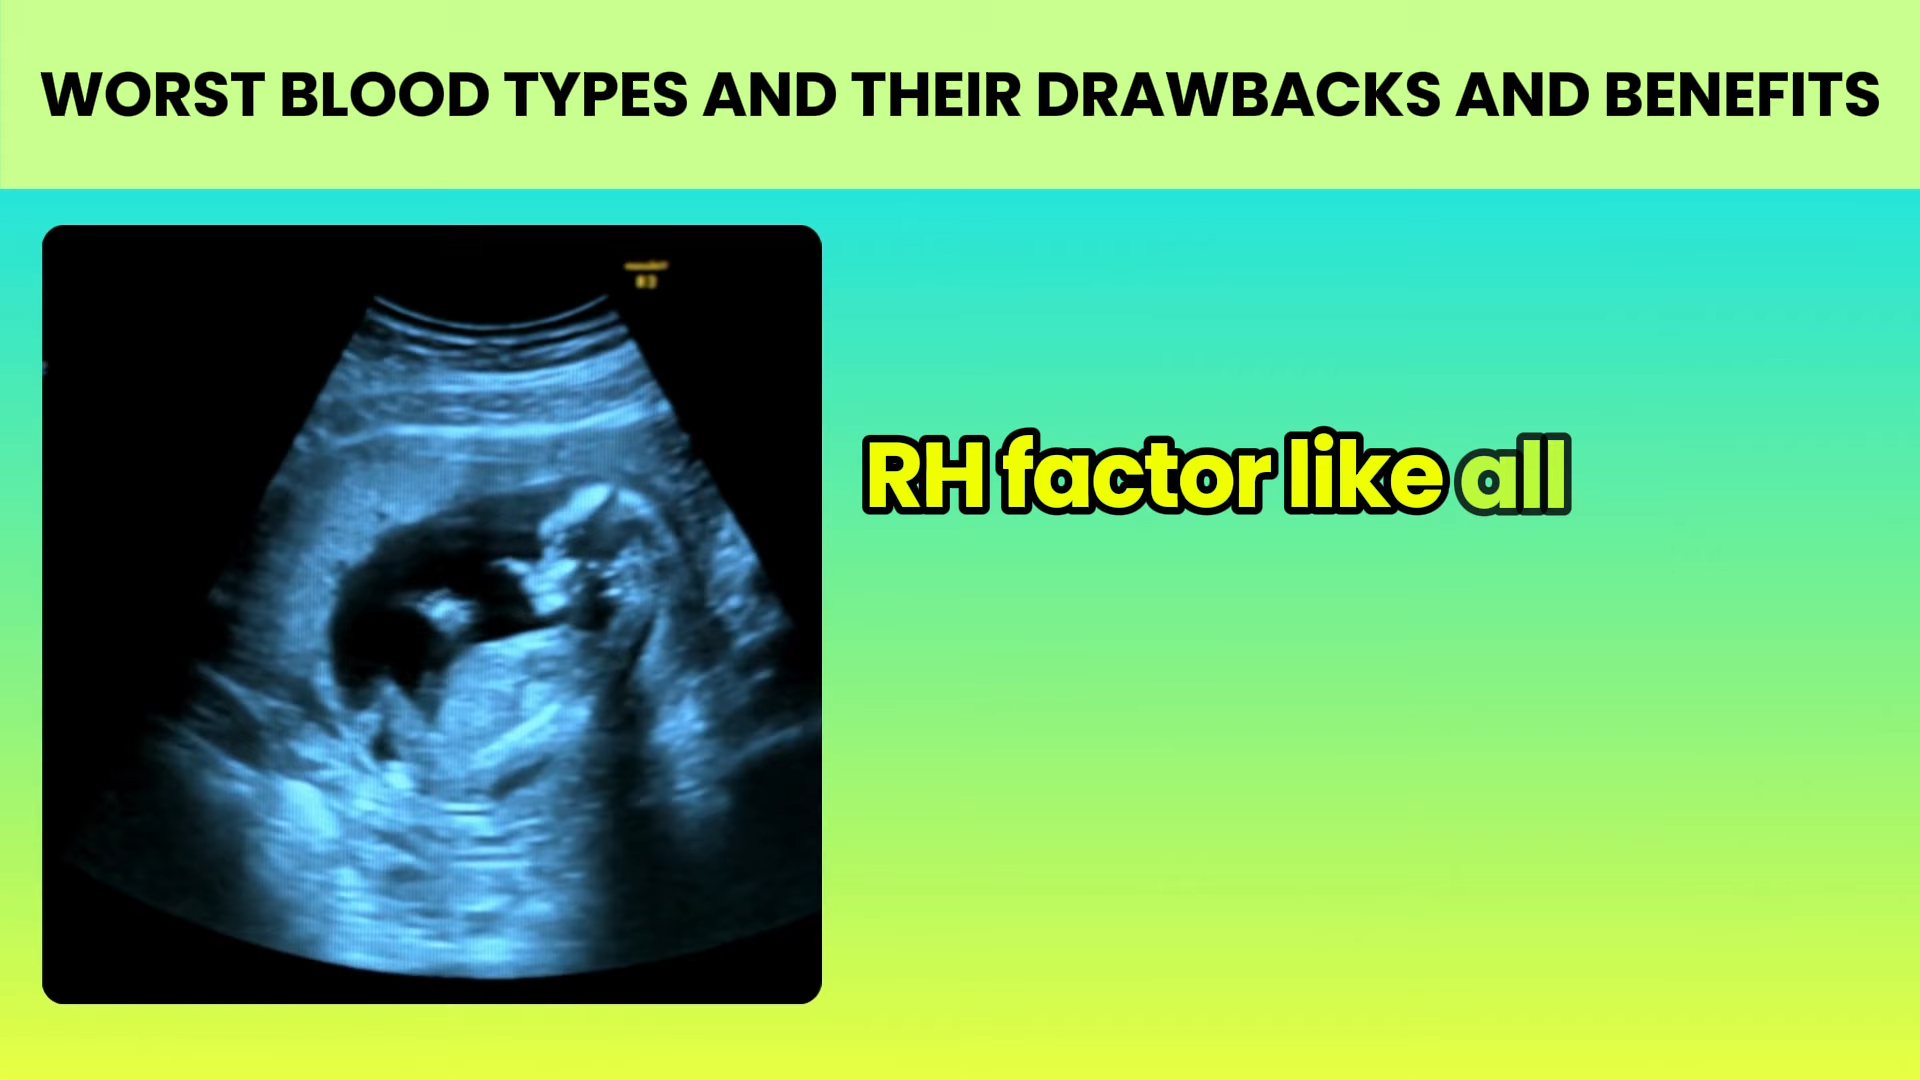 WORST BLOOD TYPES AND THEIR DRAWBACKS AND BENEFITS
RH factor like all